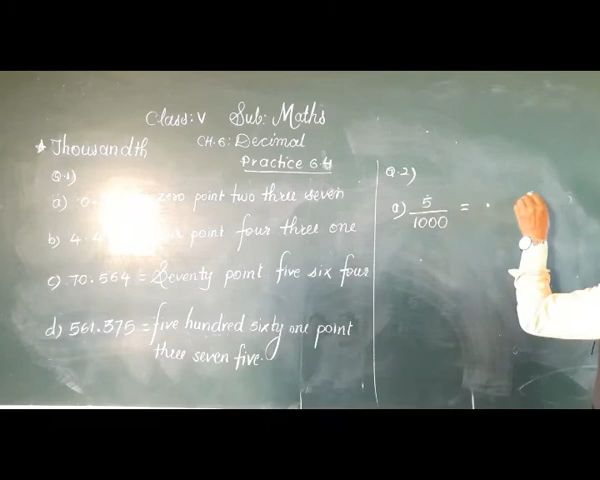 Class: V Sub: Maths
CH.6: Decimal
* Thousandth
Practice 6.4
Q.1)
a) 0. zero point two three seven
b) 4.4 point four three one
c) 70.564 = Seventy point five six four
d) 561.375 = five hundred sixty one point
three seven five.
Q.2)
a) 5/1000 = .